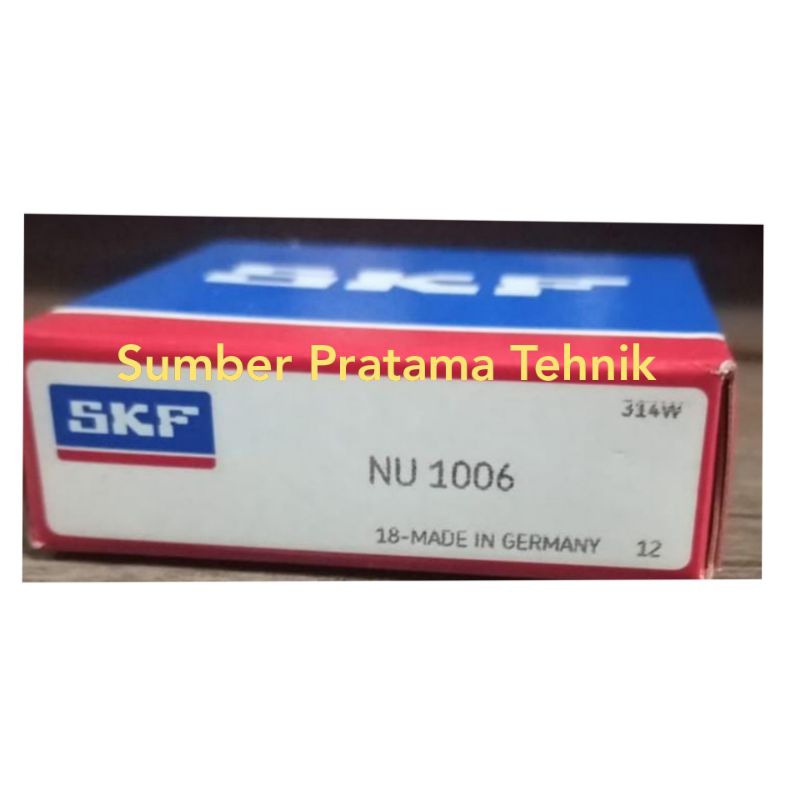 SKF
Sumber Pratama Tehnik
314W
SKF
NU 1006
18-MADE IN GERMANY 12